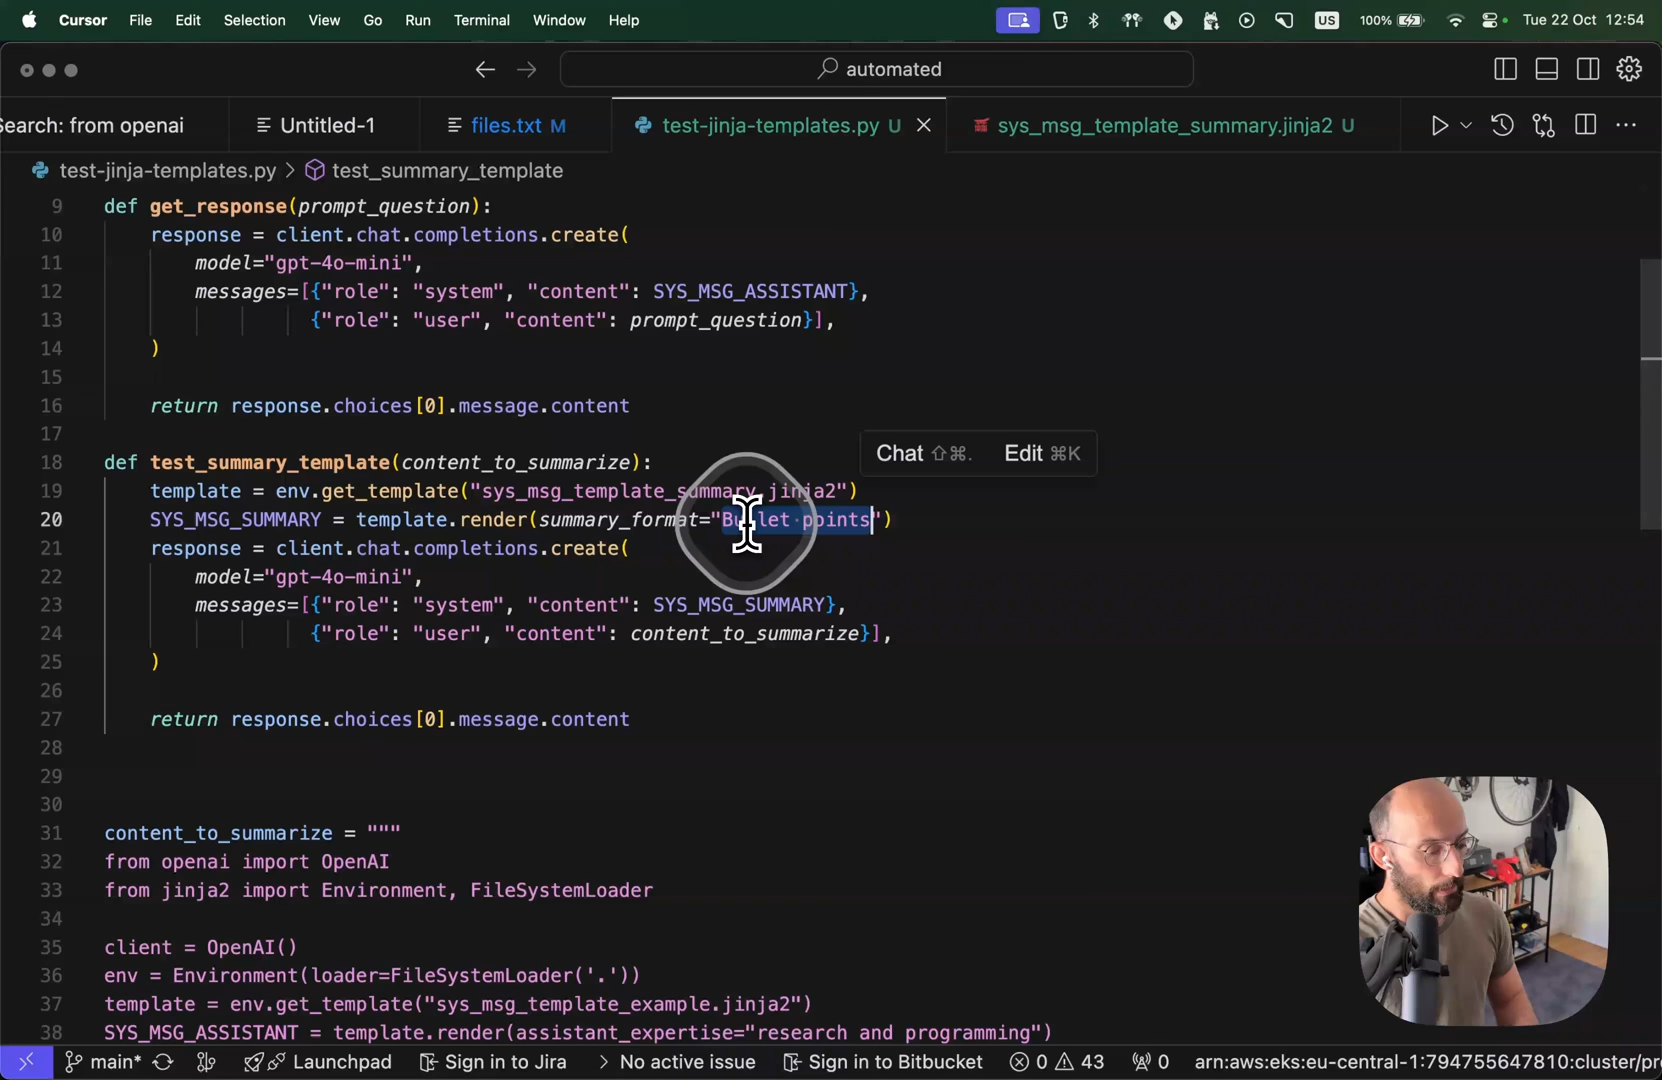 Cursor File Edit Selection View Go Run Terminal Window Help US 100% Tue 22 Oct 12:54
automated
Search: from openai Untitled-1 files.txt M test-jinja-templates.py U sys_msg_template_summary.jinja2 U
test-jinja-templates.py > test_summary_template
9 def get_response(prompt_question):
10 response = client.chat.completions.create(
11 model="gpt-4o-mini",
12 messages=[{"role": "system", "content": SYS_MSG_ASSISTANT},
13 {"role": "user", "content": prompt_question}],
14 )
15
16 return response.choices[0].message.content
17
Chat ⇧⌘. Edit ⌘K
18 def test_summary_template(content_to_summarize):
19 template = env.get_template("sys_msg_template_summary.jinja2")
20 SYS_MSG_SUMMARY = template.render(summary_format="Bullet points")
21 response = client.chat.completions.create(
22 model="gpt-4o-mini",
23 messages=[{"role": "system", "content": SYS_MSG_SUMMARY},
24 {"role": "user", "content": content_to_summarize}],
25 )
26
27 return response.choices[0].message.content
28
29
30
31 content_to_summarize = """
32 from openai import OpenAI
33 from jinja2 import Environment, FileSystemLoader
34
35 client = OpenAI()
36 env = Environment(loader=FileSystemLoader('.'))
37 template = env.get_template("sys_msg_template_example.jinja2")
38 SYS_MSG_ASSISTANT = template.render(assistant_expertise="research and programming")
main* Launchpad Sign in to Jira > No active issue Sign in to Bitbucket 0 43 0 arn:aws:eks:eu-central-1:794755647810:cluster/pr